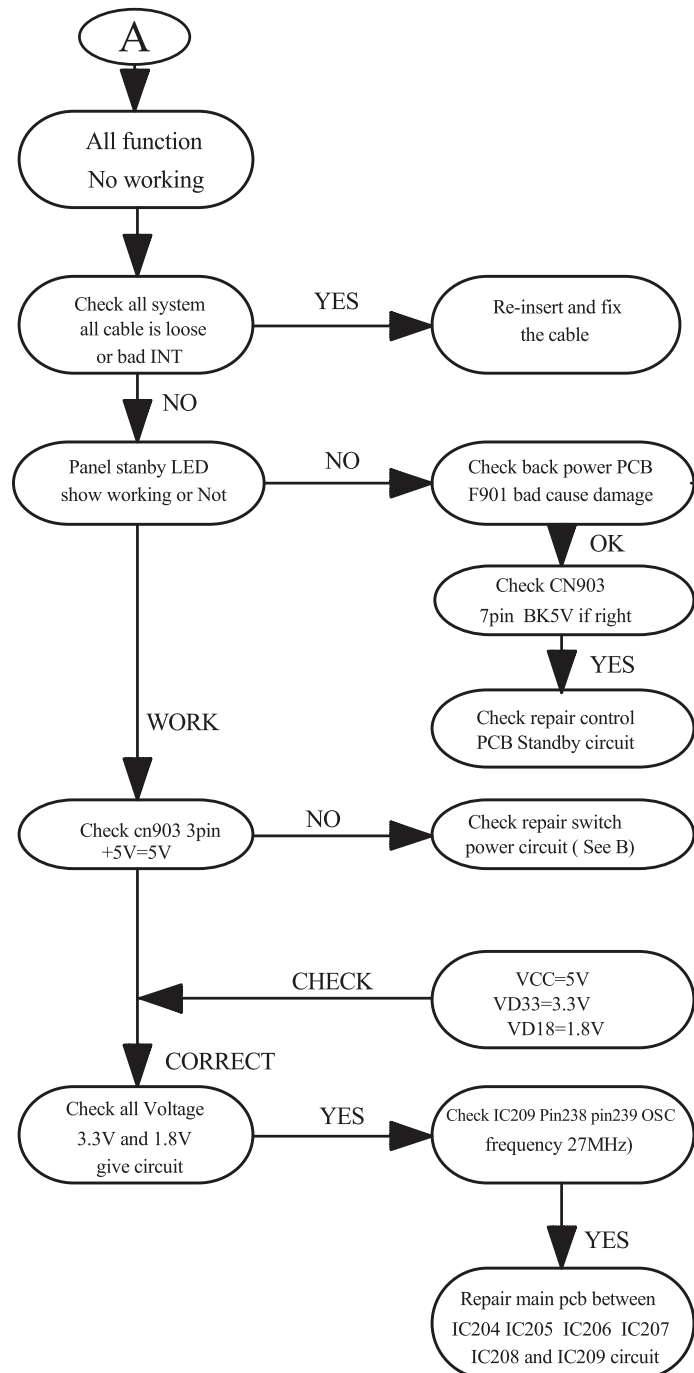 A
All function
No working
Check all system
all cable is loose
or bad INT
YES
Re-insert and fix
the cable
NO
Panel stanby LED
show working or Not
NO
Check back power PCB
F901 bad cause damage
OK
Check CN903
7pin BK5V if right
YES
Check repair control
PCB Standby circuit
WORK
Check cn903 3pin
+5V=5V
NO
Check repair switch
power circuit ( See B)
CHECK
VCC=5V
VD33=3.3V
VD18=1.8V
CORRECT
Check all Voltage
3.3V and 1.8V
give circuit
YES
Check IC209 Pin238 pin239 OSC
frequency 27MHz)
YES
Repair main pcb between
IC204 IC205 IC206 IC207
IC208 and IC209 circuit